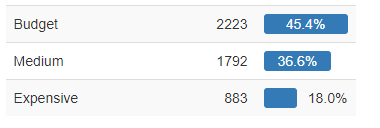 Budget 2223 45.4%
Medium 1792 36.6%
Expensive 883 18.0%